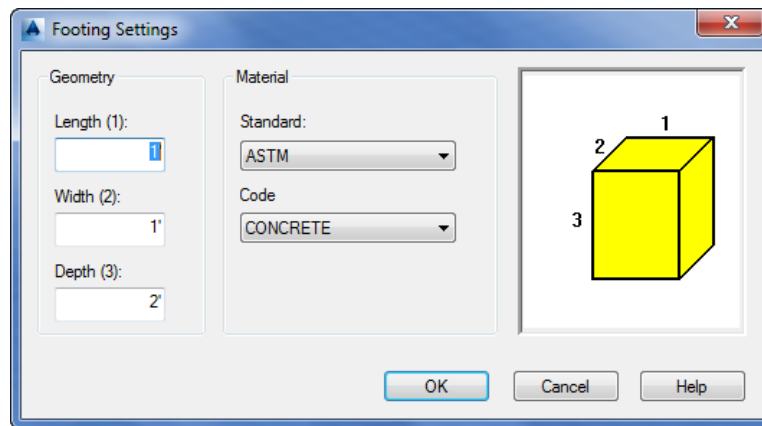 Footing Settings
Geometry
Length (1):
1'
Width (2):
1'
Depth (3):
2'
Material
Standard:
ASTM
Code
CONCRETE
1
2
3
OK
Cancel
Help